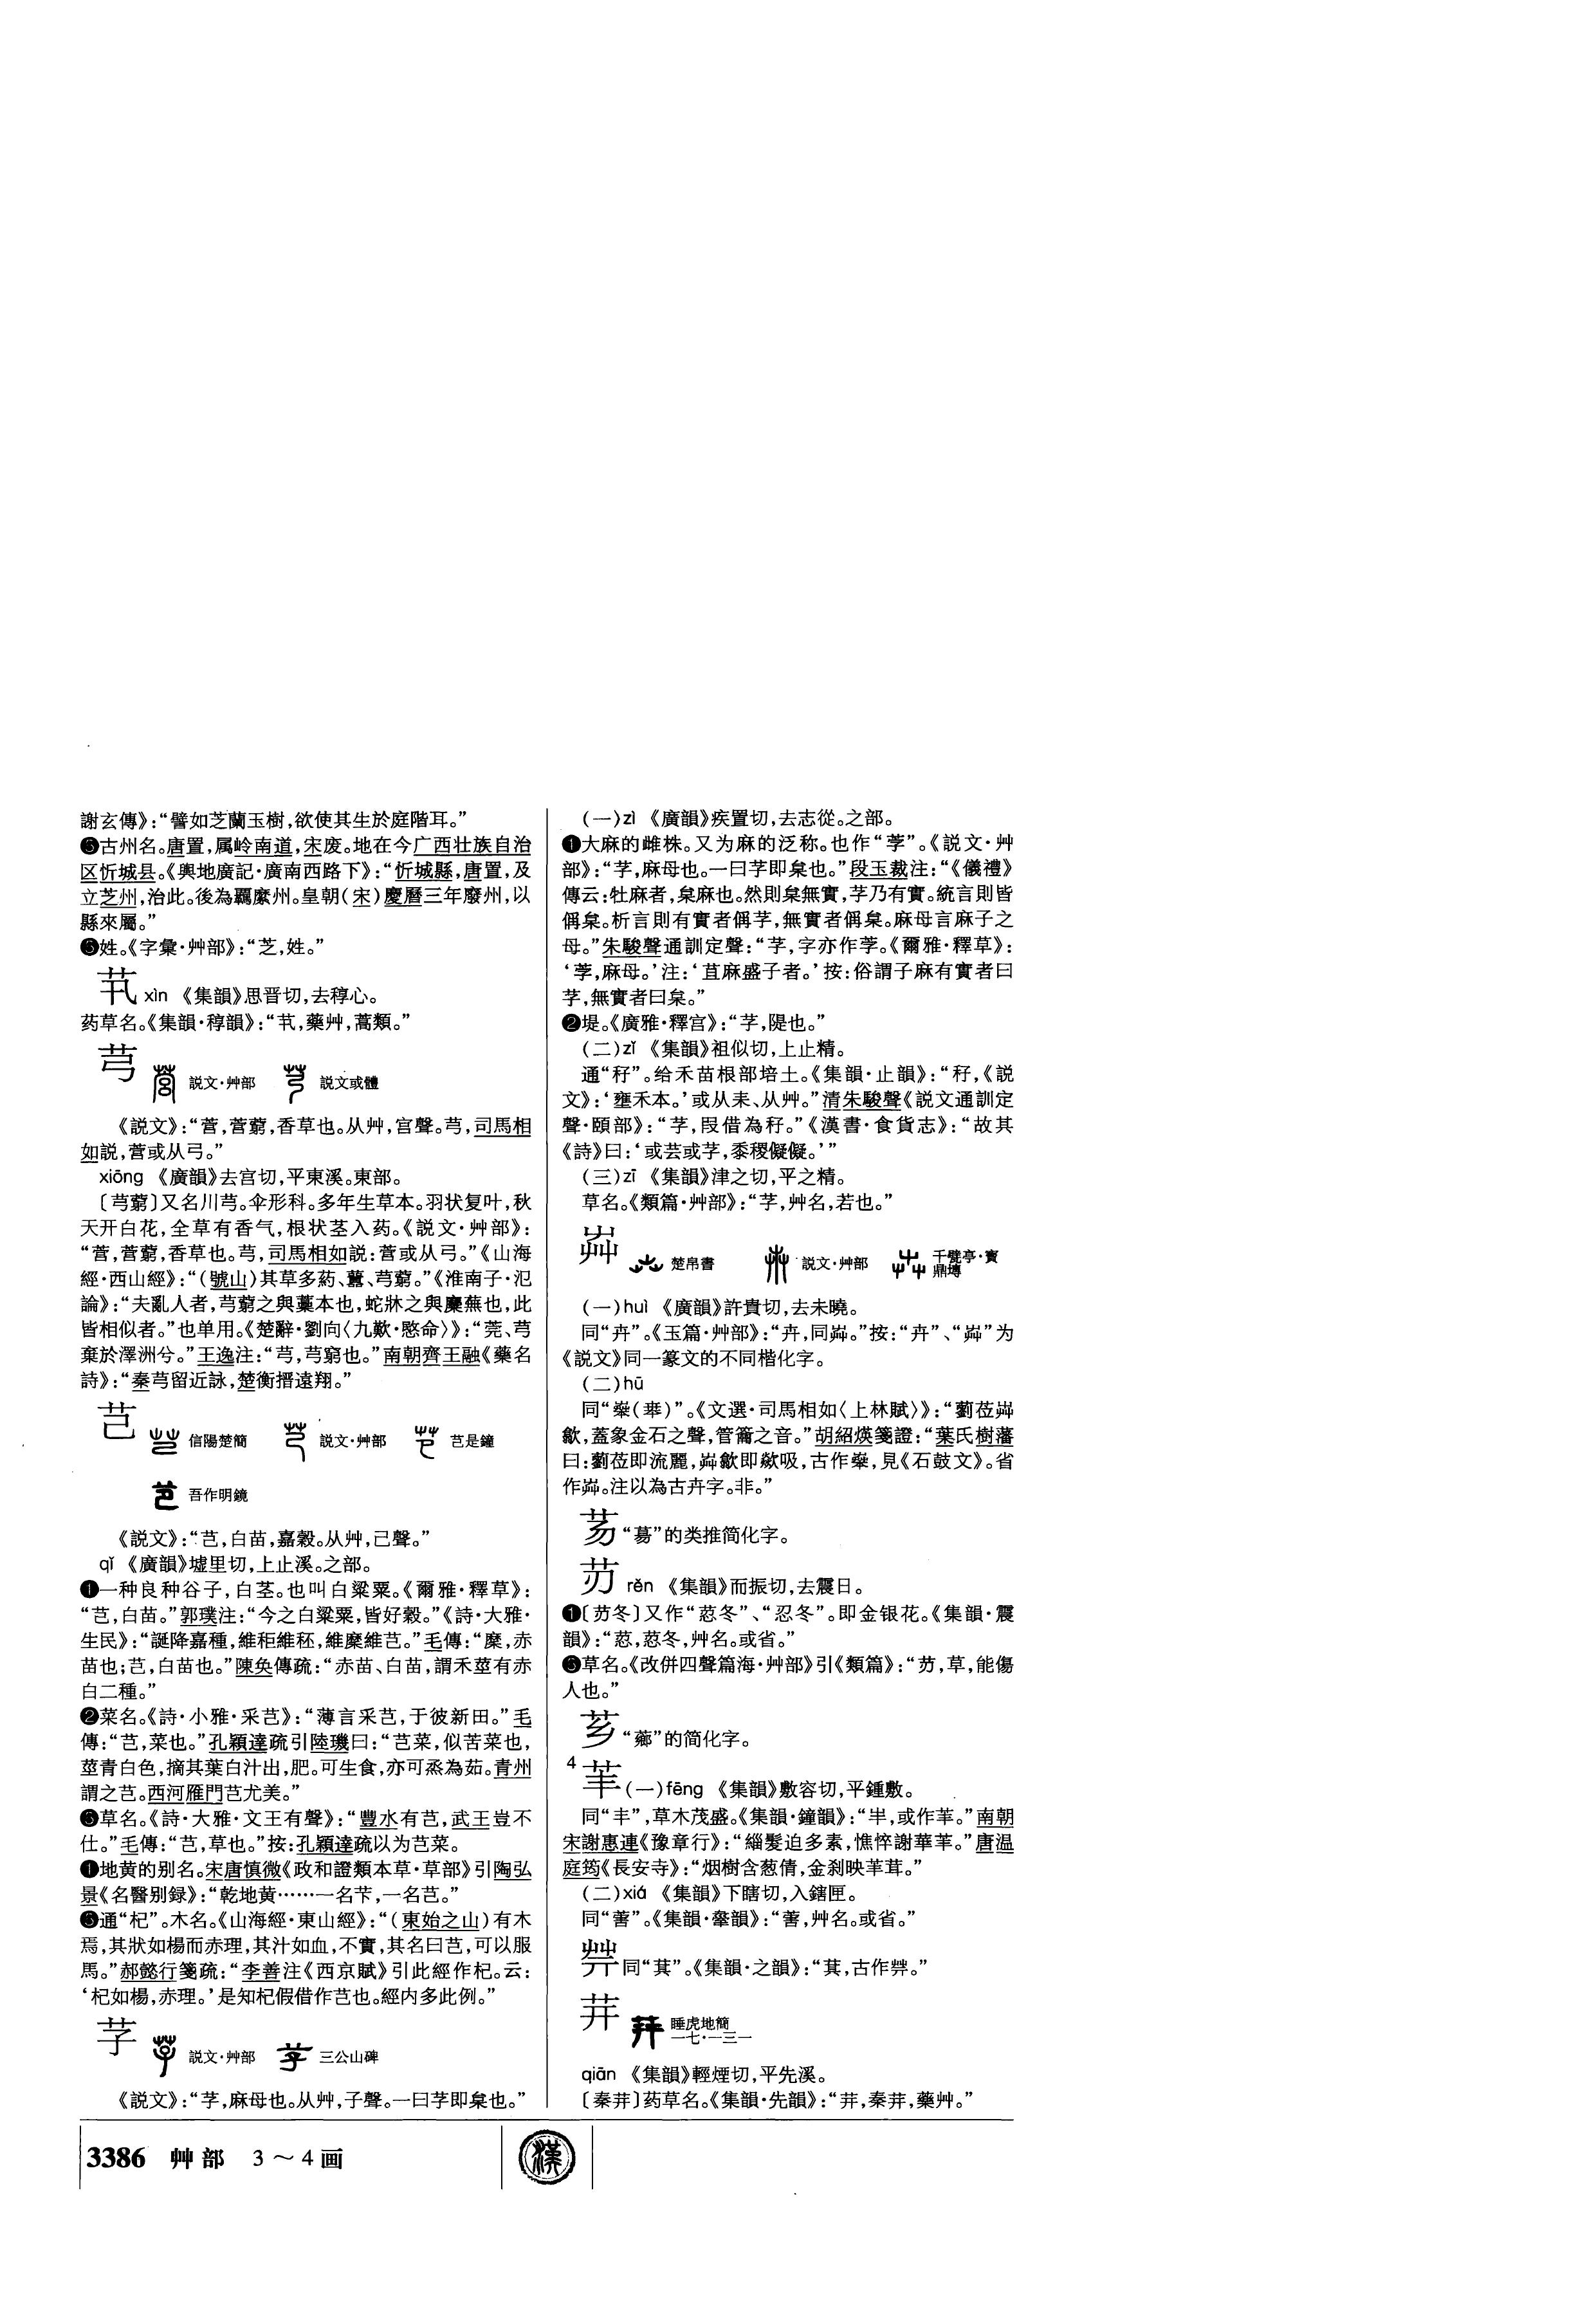 謝玄傳》：“譬如芝蘭玉樹，欲使其生於庭階耳。”
❺古州名。唐置，属岭南道，宋废。地在今广西壮族自治
区忻城县。《輿地廣記·廣南西路下》：“忻城縣，唐置，及
立芝州，治此。後為羈縻州。皇朝（宋）慶曆三年廢州，以
縣來屬。”
❻姓。《字彙·艸部》：“芝，姓。”
xìn 《集韻》思晋切，去稕心。
药草名。《集韻·稕韻》：“，藥艸，蒿類。”
芎 説文·艸部 説文或體
《説文》：“营，营藭，香草也。从艸，宫聲。芎，司馬相
如説，营或从弓。”
xiōng 《廣韻》去宫切，平東溪。東部。
〔芎藭〕又名川芎。伞形科。多年生草本。羽状复叶，秋
天开白花，全草有香气，根状茎入药。《説文·艸部》：
“营，营藭，香草也。芎，司馬相如説：营或从弓。”《山海
經·西山經》：“（號山）其草多葯、虈、芎藭。”《淮南子·氾
論》：“夫亂人者，芎藭之與藁本也，蛇牀之與麋蕪也，此
皆相似者。”也单用。《楚辭·劉向〈九歎·愍命〉》：“莞、芎
棄於澤洲兮。”王逸注：“芎，芎窮也。”南朝齊王融《藥名
詩》：“秦芎留近詠，楚衡搢遠翔。”
芑 信陽楚簡 説文·艸部 芑是鐘
吾作明鏡
《説文》：“芑，白苗，嘉穀。从艸，己聲。”
qǐ 《廣韻》墟里切，上止溪。之部。
❶一种良种谷子，白茎。也叫白粱粟。《爾雅·釋草》：
“芑，白苗。”郭璞注：“今之白粱粟，皆好穀。”《詩·大雅·
生民》：“誕降嘉種，維秬維秠，維穈維芑。”毛傳：“穈，赤
苗也；芑，白苗也。”陳奂傳疏：“赤苗、白苗，謂禾莖有赤
白二種。”
❷菜名。《詩·小雅·采芑》：“薄言采芑，于彼新田。”毛
傳：“芑，菜也。”孔穎達疏引陸璣曰：“芑菜，似苦菜也，
莖青白色，摘其葉白汁出，肥。可生食，亦可烝為茹。青州
謂之芑。西河雁門芑尤美。”
❸草名。《詩·大雅·文王有聲》：“豐水有芑，武王豈不
仕。”毛傳：“芑，草也。”按：孔穎達疏以为芑菜。
❹地黄的别名。宋唐慎微《政和證類本草·草部》引陶弘
景《名醫别録》：“乾地黄……一名芐，一名芑。”
❺通“杞”。木名。《山海經·東山經》：“（東始之山）有木
焉，其狀如楊而赤理，其汁如血，不實，其名曰芑，可以服
馬。”郝懿行箋疏：“李善注《西京賦》引此經作杞。云：
‘杞如楊，赤理。’是知杞假借作芑也。經内多此例。”
芓 説文·艸部 三公山碑
《説文》：“芓，麻母也。从艸，子聲。一曰芓即枲也。”
（一）zì 《廣韻》疾置切，去志從。之部。
❶大麻的雌株。又为麻的泛称。也作“茡”。《説文·艸
部》：“芓，麻母也。一曰芓即枲也。”段玉裁注：“《儀禮》
傳云：牡麻者，枲麻也。然則枲無實，芓乃有實。統言則皆
偁枲。析言則有實者偁芓，無實者偁枲。麻母言麻子之
母。”朱駿聲通訓定聲：“芓，字亦作茡。《爾雅·釋草》：
‘茡，麻母。’注：‘苴麻盛子者。’按：俗謂子麻有實者曰
芓，無實者曰枲。”
❷堤。《廣雅·釋宫》：“芓，隄也。”
（二）zǐ 《集韻》祖似切，上止精。
通“秄”。给禾苗根部培土。《集韻·止韻》：“秄，《説
文》：‘壅禾本。’或从耒、从艸。”清朱駿聲《説文通訓定
聲·頤部》：“芓，叚借為秄。”《漢書·食貨志》：“故其
《詩》曰：‘或芸或芓，黍稷儗儗。’”
（三）zī 《集韻》津之切，平之精。
草名。《類篇·艸部》：“芓，艸名，若也。”
芔 楚帛書 説文·艸部 千甓亭·寳
鼎塼
（一）huì 《廣韻》許貴切，去未曉。
同“卉”。《玉篇·艸部》：“卉，同芔。”按：“卉”、“芔”为
《説文》同一篆文的不同楷化字。
（二）hū
同“㚜（𠦪）”。《文選·司馬相如〈上林賦〉》：“藰莅芔
歙，蓋象金石之聲，管籥之音。”胡紹煐箋證：“葉氏樹藩
曰：藰莅即流麗，芔歙即欻吸，古作㚜，見《石鼓文》。省
作芔。注以為古卉字。非。”
“蕮”的类推简化字。
芿 rěn 《集韻》而振切，去震日。
❶〔冬〕又作“荵冬”、“忍冬”。即金银花。《集韻·震
韻》：“荵，荵冬，艸名。或省。”
❷草名。《改併四聲篇海·艸部》引《類篇》：“，草，能傷
人也。”
芗 “薌”的简化字。
4
𦬆 （一）fēng 《集韻》敷容切，平鍾敷。
同“丰”，草木茂盛。《集韻·鐘韻》：“丰，或作𦬆。”南朝
宋謝惠連《豫章行》：“緇髮迫多素，憔悴謝華𦬆。”唐温
庭筠《長安寺》：“烟樹含葱倩，金刹映𦬆茸。”
（二）xiá 《集韻》下瞎切，入鎋匣。
同“𦽅”。《集韻·舝韻》：“，艸名。或省。”
同“萁”。《集韻·之韻》：“萁，古作。”
茾 睡虎地簡
一七·一三一
qiān 《集韻》輕煙切，平先溪。
〔秦茾〕药草名。《集韻·先韻》：“茾，秦茾，藥艸。”
3386 艸部 3～4画
漢